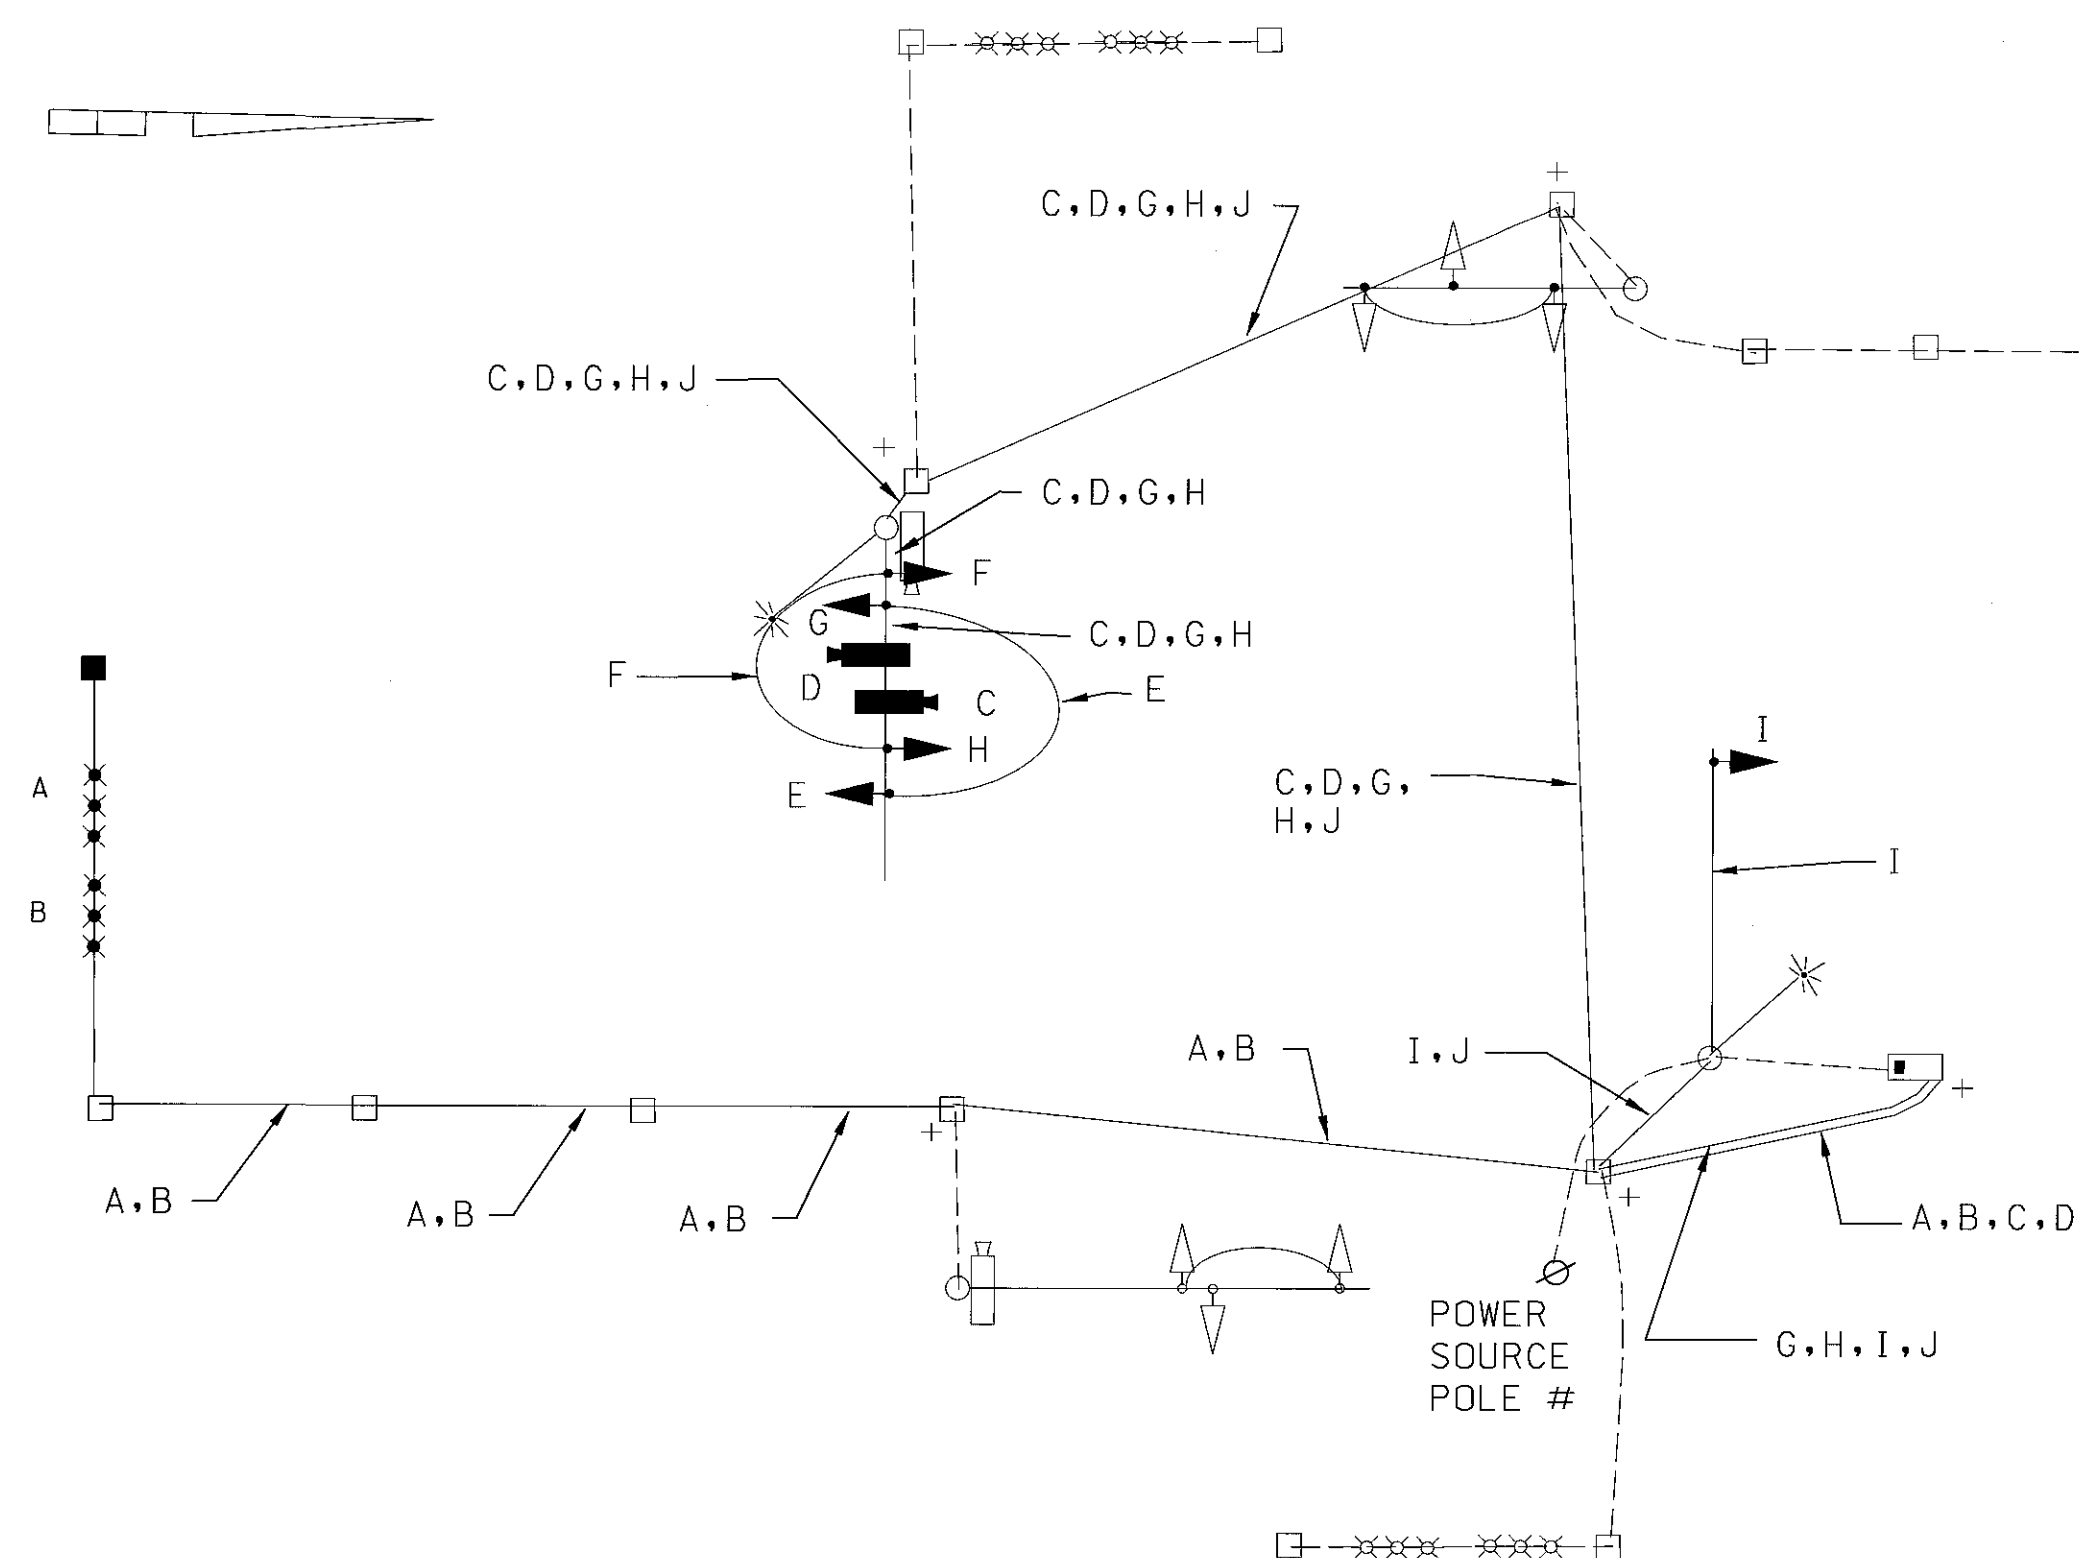 C,D,G,H,J
C,D,G,H,J
C,D,G,H
F
G
C,D,G,H
F
D
C
E
H
E
A
B
I
C,D,G,
H,J
I
A,B
I,J
A,B
A,B
A,B
A,B,C,D
POWER
SOURCE
POLE #
G,H,I,J